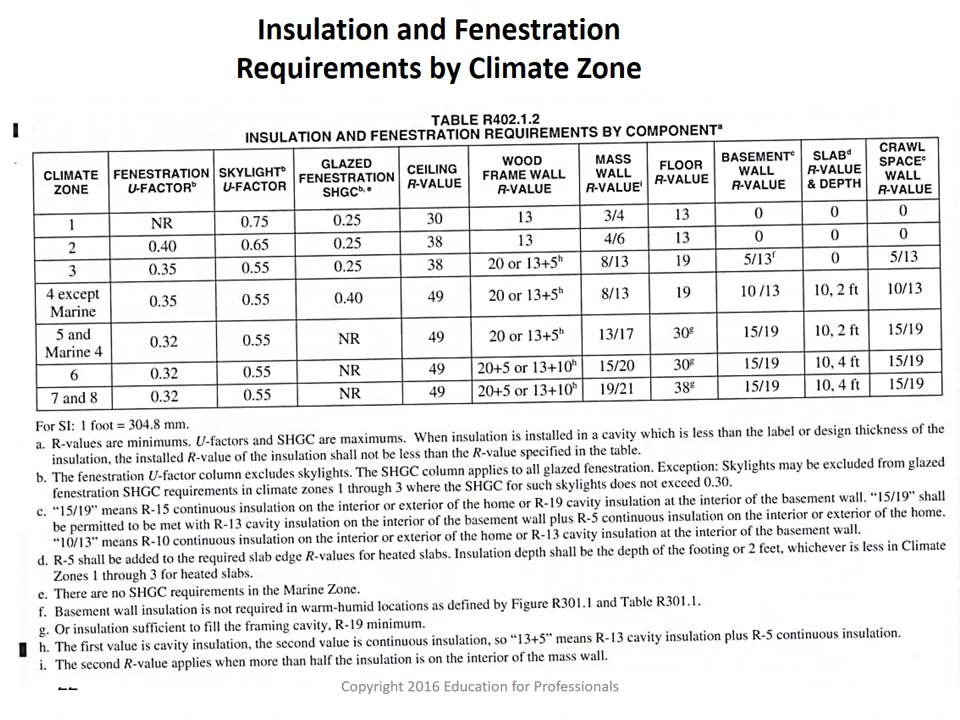 Insulation and Fenestration
Requirements by Climate Zone
TABLE R402.1.2
INSULATION AND FENESTRATION REQUIREMENTS BY COMPONENTᵃ
CLIMATE ZONE | FENESTRATION U-FACTORᵇ | SKYLIGHTᵇ U-FACTOR | GLAZED FENESTRATION SHGCᵇ, ᵉ | CEILING R-VALUE | WOOD FRAME WALL R-VALUE | MASS WALL R-VALUEⁱ | FLOOR R-VALUE | BASEMENTᶜ WALL R-VALUE | SLABᵈ R-VALUE & DEPTH | CRAWL SPACEᶜ WALL R-VALUE
1 | NR | 0.75 | 0.25 | 30 | 13 | 3/4 | 13 | 0 | 0 | 0
2 | 0.40 | 0.65 | 0.25 | 38 | 13 | 4/6 | 13 | 0 | 0 | 0
3 | 0.35 | 0.55 | 0.25 | 38 | 20 or 13+5ʰ | 8/13 | 19 | 5/13ᶠ | 0 | 5/13
4 except Marine | 0.35 | 0.55 | 0.40 | 49 | 20 or 13+5ʰ | 8/13 | 19 | 10 /13 | 10, 2 ft | 10/13
5 and Marine 4 | 0.32 | 0.55 | NR | 49 | 20 or 13+5ʰ | 13/17 | 30ᵍ | 15/19 | 10, 2 ft | 15/19
6 | 0.32 | 0.55 | NR | 49 | 20+5 or 13+10ʰ | 15/20 | 30ᵍ | 15/19 | 10, 4 ft | 15/19
7 and 8 | 0.32 | 0.55 | NR | 49 | 20+5 or 13+10ʰ | 19/21 | 38ᵍ | 15/19 | 10, 4 ft | 15/19
For SI: 1 foot = 304.8 mm.
a. R-values are minimums. U-factors and SHGC are maximums. When insulation is installed in a cavity which is less than the label or design thickness of the
insulation, the installed R-value of the insulation shall not be less than the R-value specified in the table.
b. The fenestration U-factor column excludes skylights. The SHGC column applies to all glazed fenestration. Exception: Skylights may be excluded from glazed
fenestration SHGC requirements in climate zones 1 through 3 where the SHGC for such skylights does not exceed 0.30.
c. “15/19” means R-15 continuous insulation on the interior or exterior of the home or R-19 cavity insulation at the interior of the basement wall. “15/19” shall
be permitted to be met with R-13 cavity insulation on the interior of the basement wall plus R-5 continuous insulation on the interior or exterior of the home.
“10/13” means R-10 continuous insulation on the interior or exterior of the home or R-13 cavity insulation at the interior of the basement wall.
d. R-5 shall be added to the required slab edge R-values for heated slabs. Insulation depth shall be the depth of the footing or 2 feet, whichever is less in Climate
Zones 1 through 3 for heated slabs.
e. There are no SHGC requirements in the Marine Zone.
f. Basement wall insulation is not required in warm-humid locations as defined by Figure R301.1 and Table R301.1.
g. Or insulation sufficient to fill the framing cavity, R-19 minimum.
h. The first value is cavity insulation, the second value is continuous insulation, so “13+5” means R-13 cavity insulation plus R-5 continuous insulation.
i. The second R-value applies when more than half the insulation is on the interior of the mass wall.
Copyright 2016 Education for Professionals